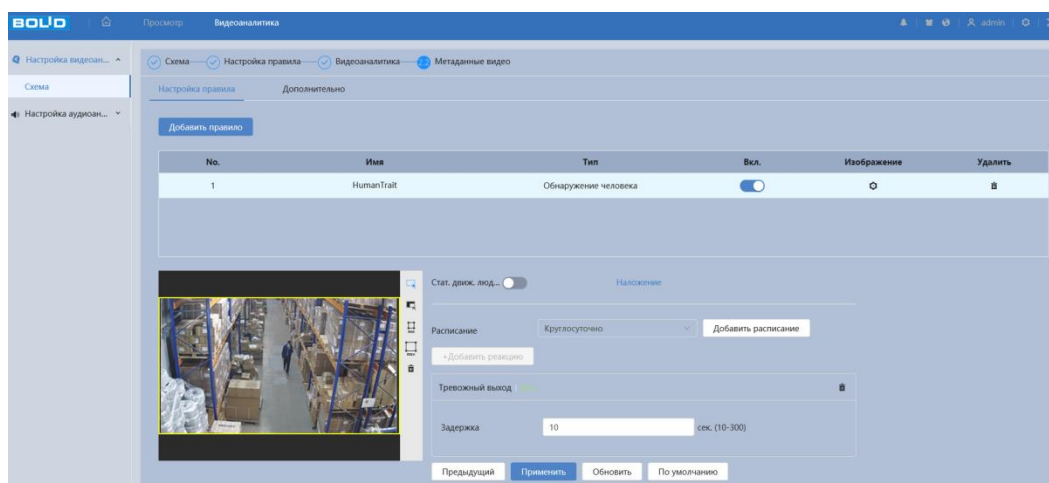 BOLID Просмотр Видеоаналитика admin
Настройка видеоан... Схема Настройка правила Видеоаналитика Метаданные видео
Схема Настройка правила Дополнительно
Настройка аудиоан...
Добавить правило
No. Имя Тип Вкл. Изображение Удалить
1 HumanTrait Обнаружение человека
Стат. движ. люд... Наложение
Расписание Круглосуточно Добавить расписание
+Добавить реакцию
Тревожный выход
Задержка 10 сек. (10-300)
Предыдущий Применить Обновить По умолчанию